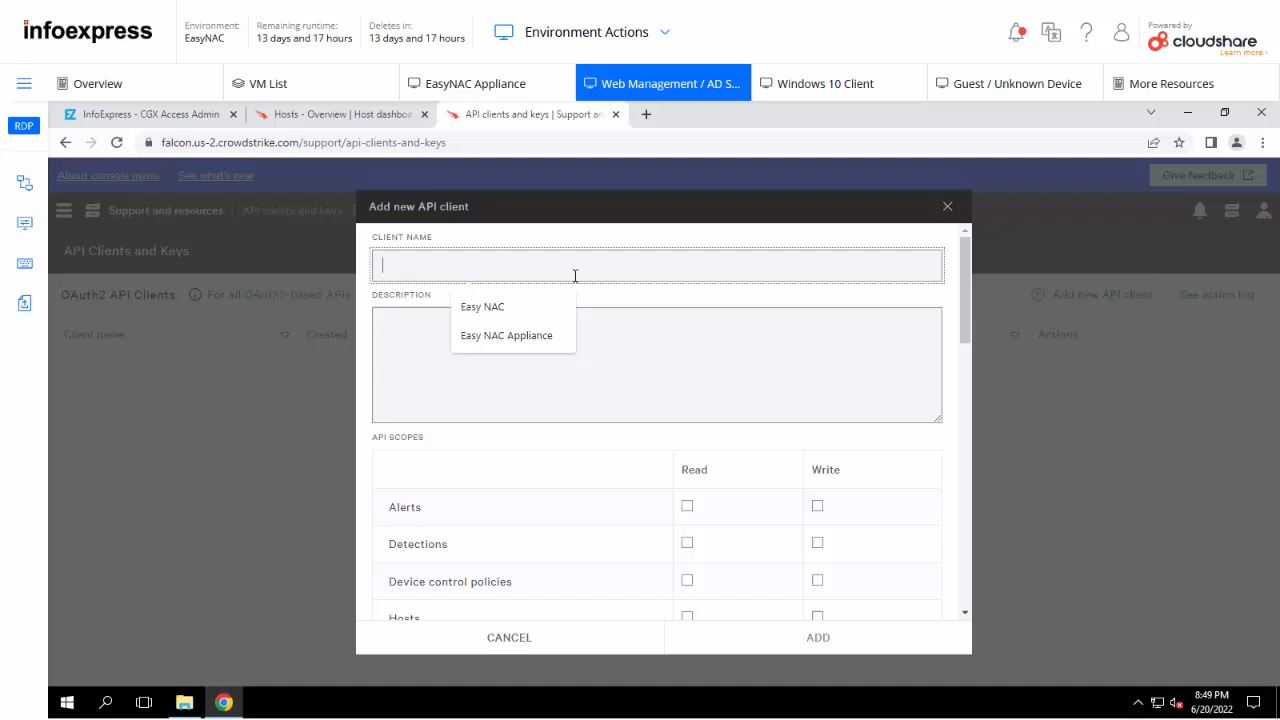 infoexpress
Environment:
EasyNAC
Remaining runtime:
13 days and 17 hours
Deletes in:
13 days and 17 hours
Environment Actions
Powered by
cloudshare
Learn more ›
Overview
VM List
EasyNAC Appliance
Web Management / AD S...
Windows 10 Client
Guest / Unknown Device
More Resources
RDP
InfoExpress - CGX Access Admin
Hosts - Overview | Host dashboa
API clients and keys | Support an
falcon.us-2.crowdstrike.com/support/api-clients-and-keys
About console menu
See what's new
Give feedback
Support and resources
API clients and keys
Add new API client
API Clients and Keys
CLIENT NAME
OAuth2 API Clients
For all OAuth2-Based APIs
Add new API client
See action log
DESCRIPTION
Easy NAC
Easy NAC Appliance
Client name.
Created
Actions
API SCOPES
Read
Write
Alerts
Detections
Device control policies
Hosts
CANCEL
ADD
8:49 PM
6/20/2022